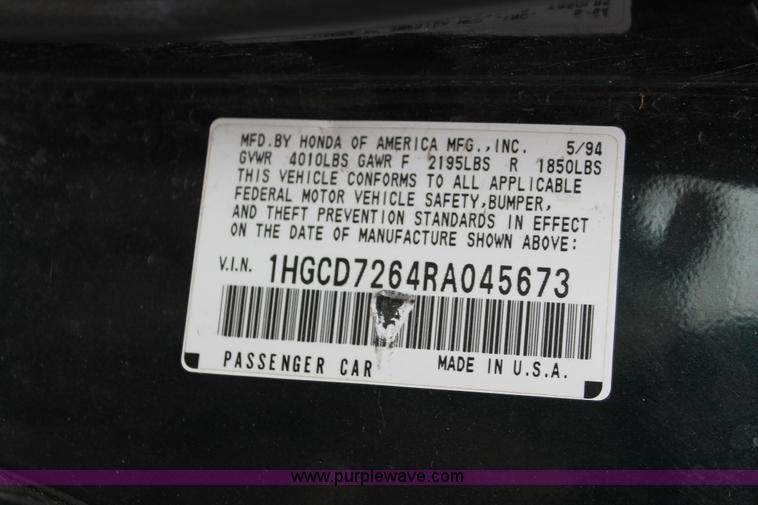 MFD.BY HONDA OF AMERICA MFG.,INC. 5/94
GVWR 4010LBS GAWR F 2195LBS R 1850LBS
THIS VEHICLE CONFORMS TO ALL APPLICABLE
FEDERAL MOTOR VEHICLE SAFETY,BUMPER,
AND THEFT PREVENTION STANDARDS IN EFFECT
ON THE DATE OF MANUFACTURE SHOWN ABOVE:
V.I.N. 1HGCD7264RA045673
PASSENGER CAR MADE IN U.S.A.
www.purplewave.com